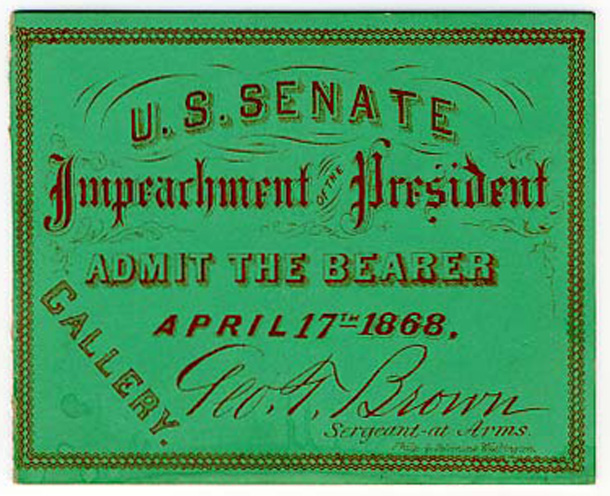 U.S. SENATE
Impeachment OF THE President
ADMIT THE BEARER
APRIL 17TH 1868,
GALLERY.
Geo. T. Brown
Sergeant-at Arms.